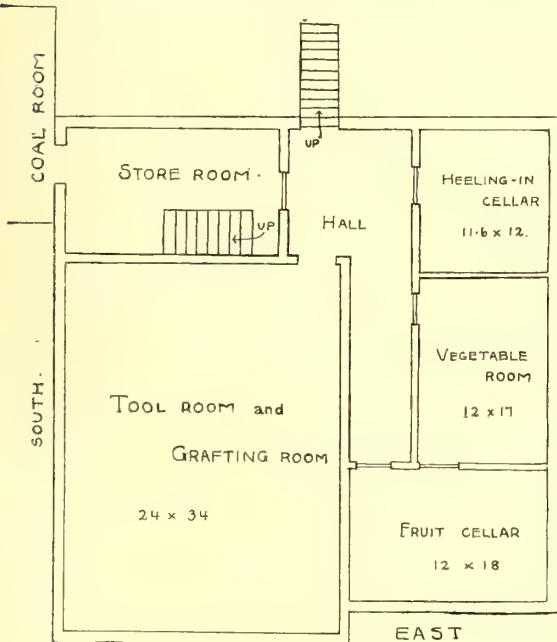 COAL ROOM
UP
STORE ROOM.
UP
HALL
HEELING-IN
CELLAR
11.6 x 12.
VEGETABLE
ROOM
12 x 17
SOUTH.
TOOL ROOM and
GRAFTING ROOM
24 x 34
FRUIT CELLAR
12 x 18
EAST